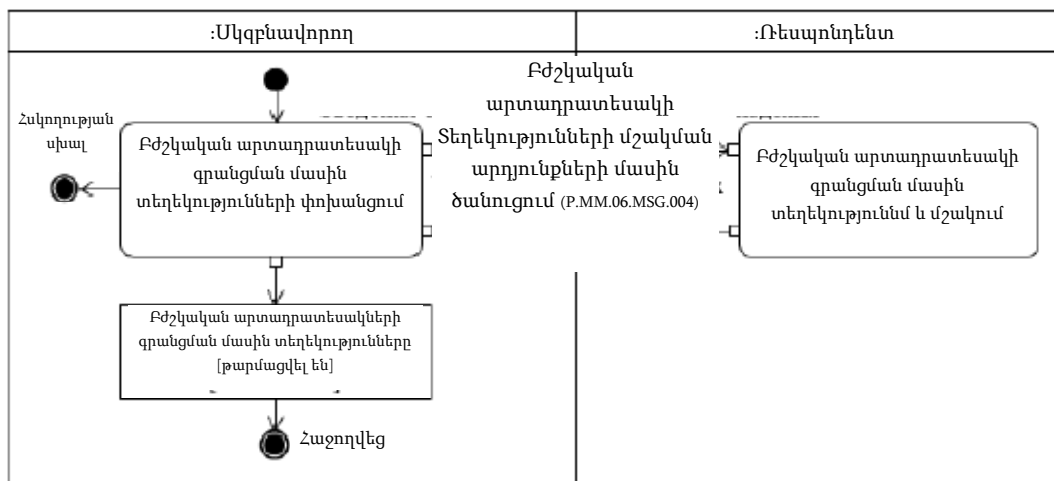 :Սկզբնավորող
:Ռեսպոնդենտ
Հսկողության
սխալ
Բժշկական արտադրատեսակի
գրանցման մասին
տեղեկությունների փոխանցում
Բժշկական
արտադրատեսակի
Տեղեկությունների մշակման
արդյունքների մասին
ծանուցում (P.MM.06.MSG.004)
Բժշկական արտադրատեսակի
գրանցման մասին
տեղեկություննմ և մշակում
Բժշկական արտադրատեսակների
գրանցման մասին տեղեկությունները
[թարմացվել են]
Հաջողվեց